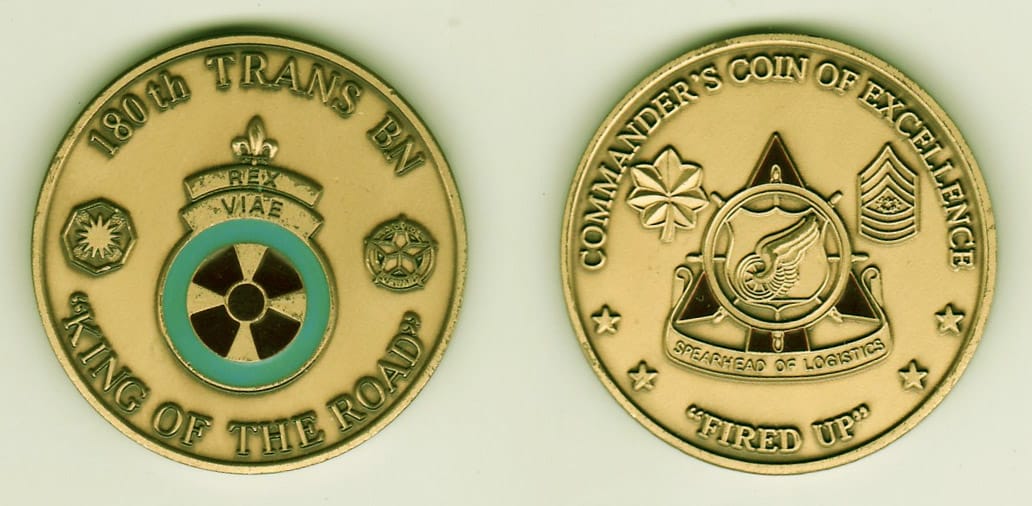 180th TRANS BN
REX
VIAE
"KING OF THE ROAD"
COMMANDER'S COIN OF EXCELLENCE
SPEARHEAD OF LOGISTICS
"FIRED UP"